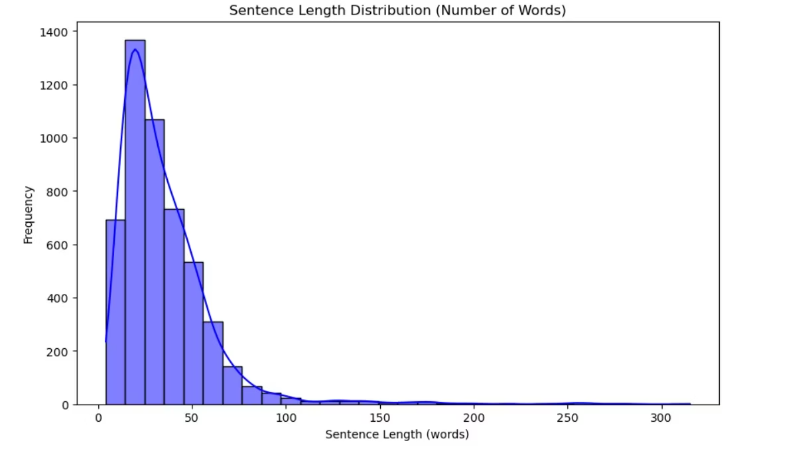 Sentence Length Distribution (Number of Words)
1400
1200
1000
800
600
400
200
0
Frequency
0 50 100 150 200 250 300
Sentence Length (words)